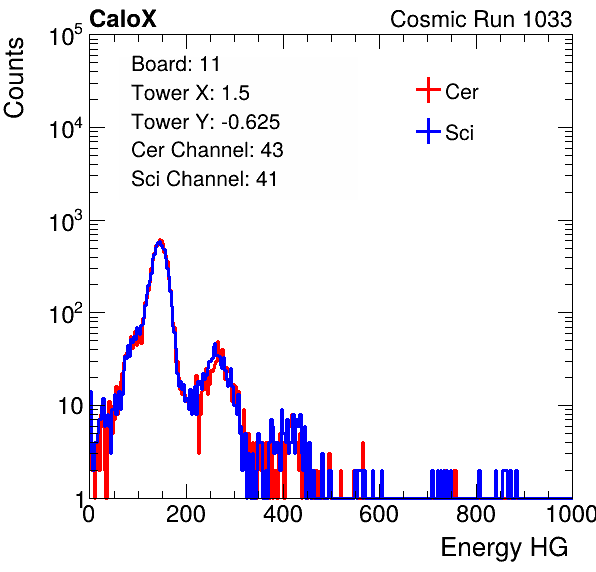 CaloX Cosmic Run 1033
Counts
10^5
10^4
10^3
10^2
10
1
Board: 11
Tower X: 1.5
Tower Y: -0.625
Cer Channel: 43
Sci Channel: 41
Cer
Sci
0 200 400 600 800 1000
Energy HG